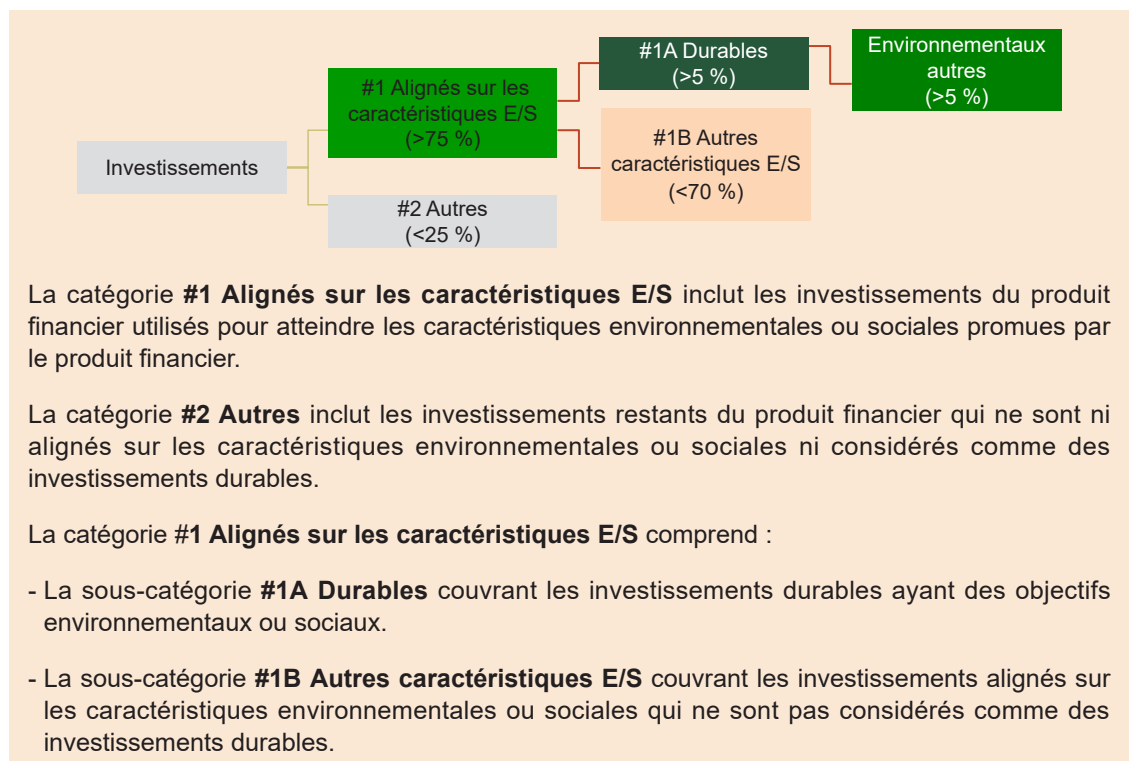 #1A Durables
(>5 %)
Environnementaux
autres
(>5 %)
#1 Alignés sur les
caractéristiques E/S
(>75 %)
#1B Autres
caractéristiques E/S
(<70 %)
Investissements
#2 Autres
(<25 %)
La catégorie #1 Alignés sur les caractéristiques E/S inclut les investissements du produit
financier utilisés pour atteindre les caractéristiques environnementales ou sociales promues par
le produit financier.
La catégorie #2 Autres inclut les investissements restants du produit financier qui ne sont ni
alignés sur les caractéristiques environnementales ou sociales ni considérés comme des
investissements durables.
La catégorie #1 Alignés sur les caractéristiques E/S comprend :
- La sous-catégorie #1A Durables couvrant les investissements durables ayant des objectifs
environnementaux ou sociaux.
- La sous-catégorie #1B Autres caractéristiques E/S couvrant les investissements alignés sur
les caractéristiques environnementales ou sociales qui ne sont pas considérés comme des
investissements durables.